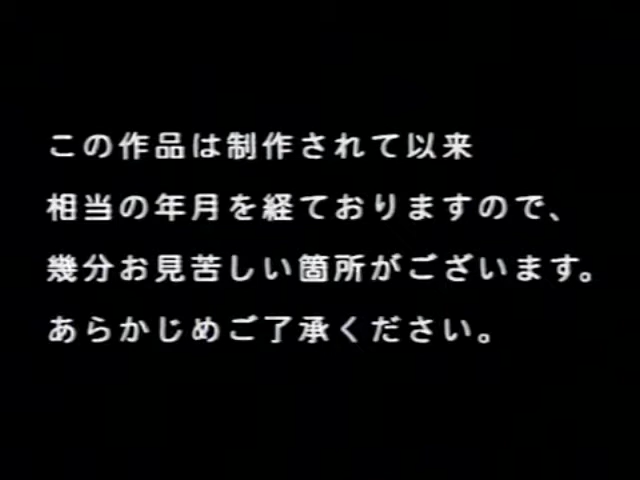 この作品は制作されて以来
相当の年月を経ておりますので、
幾分お見苦しい箇所がございます。
あらかじめご了承ください。